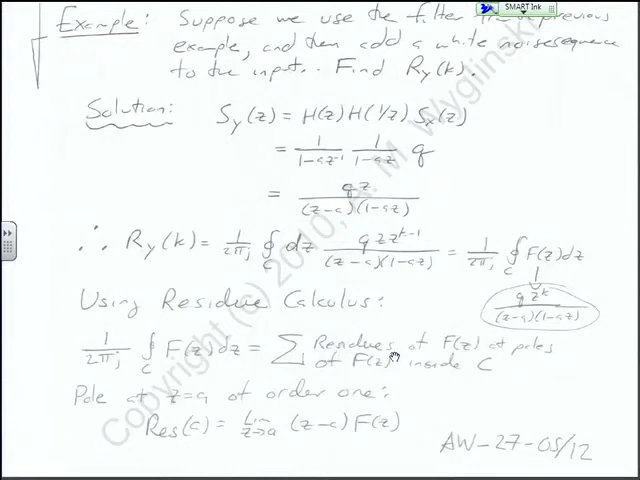 SMART Ink
Example: Suppose we use the filter from previous
example, and then add a white noise sequence
to the input. Find Ry(k).
Solution: Sy(z) = H(z)H(1/z) Sx(z)
= 1/(1-az⁻¹) 1/(1-az) q
= qz/((z-a)(1-az))
∴ Ry(k) = 1/2πj ∮C dz qz z^(k-1)/((z-a)(1-az)) = 1/2πj ∮C F(z)dz
qz^k/((z-a)(1-az))
Using Residue Calculus:
1/2πj ∮C F(z)dz = ∑ Residues of F(z) at poles
of F(z) inside C
Pole at z=a of order one:
Res(a) = lim z→a (z-a) F(z)
AW-27-05/12
Copyright (c) 2010, A. M. Wyglinski